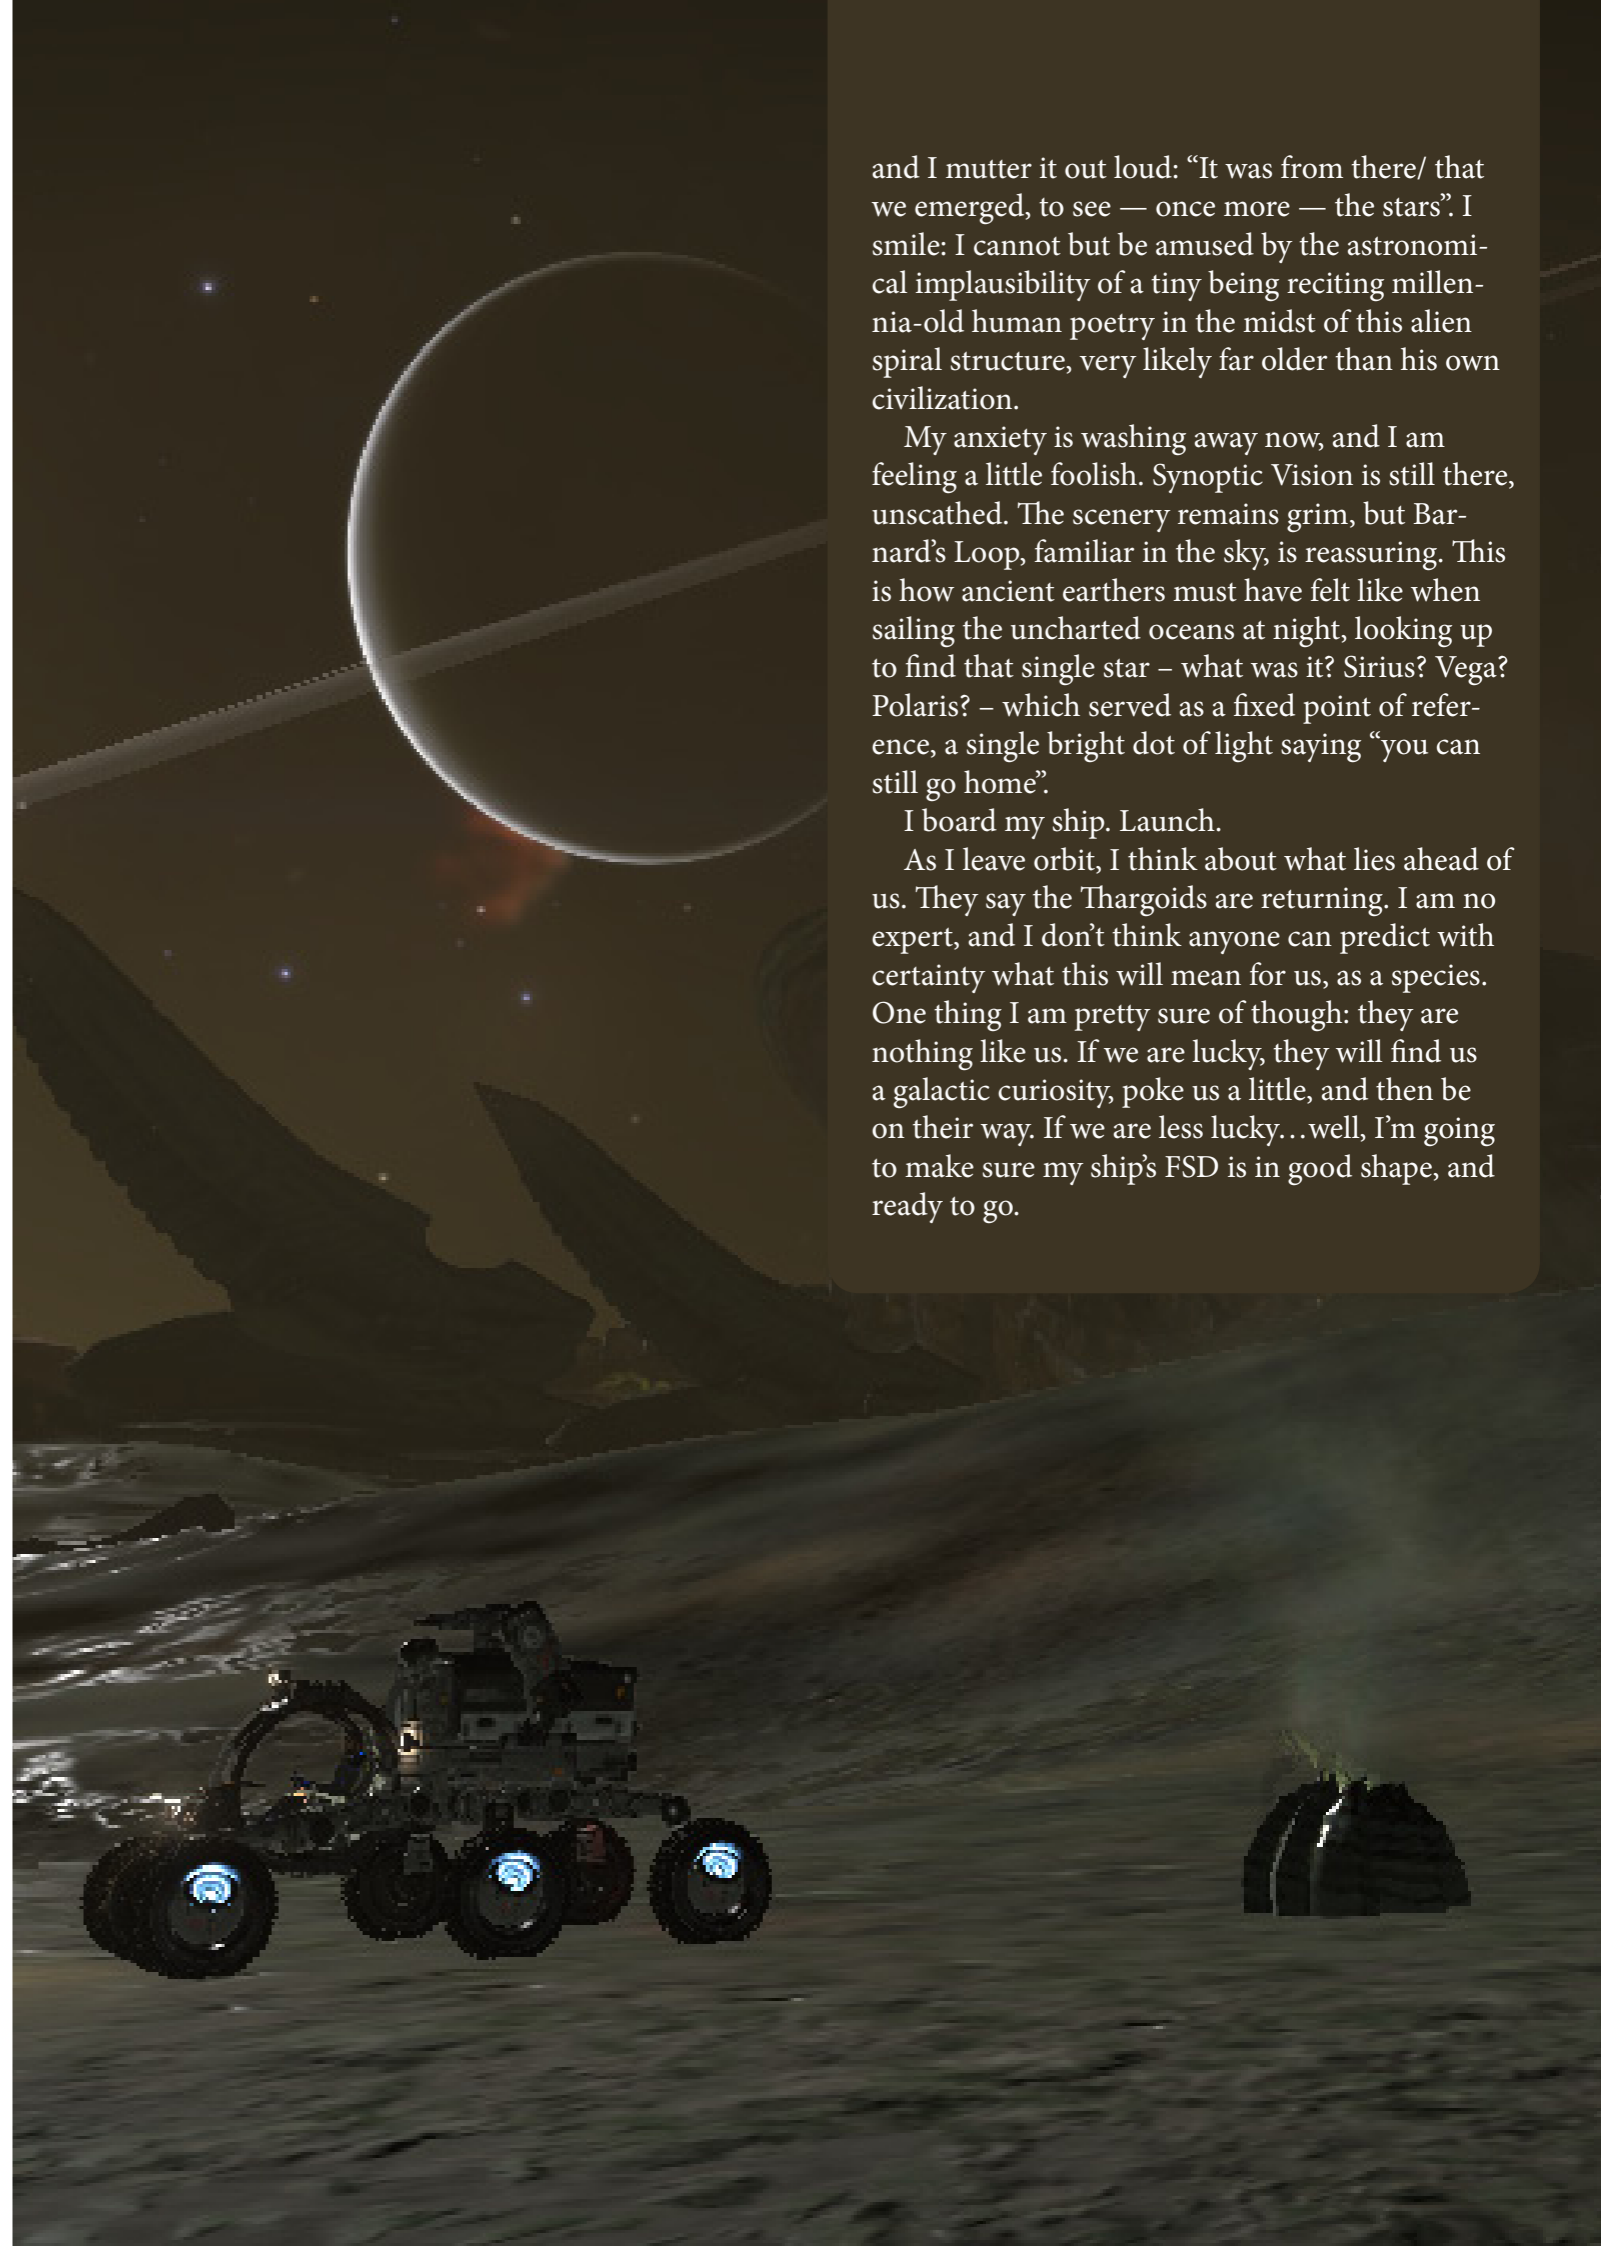 and I mutter it out loud: “It was from there/ that
we emerged, to see — once more — the stars”. I
smile: I cannot but be amused by the astronomi-
cal implausibility of a tiny being reciting millen-
nia-old human poetry in the midst of this alien
spiral structure, very likely far older than his own
civilization.
My anxiety is washing away now, and I am
feeling a little foolish. Synoptic Vision is still there,
unscathed. The scenery remains grim, but Bar-
nard’s Loop, familiar in the sky, is reassuring. This
is how ancient earthers must have felt like when
sailing the uncharted oceans at night, looking up
to find that single star – what was it? Sirius? Vega?
Polaris? – which served as a fixed point of refer-
ence, a single bright dot of light saying “you can
still go home”.
I board my ship. Launch.
As I leave orbit, I think about what lies ahead of
us. They say the Thargoids are returning. I am no
expert, and I don’t think anyone can predict with
certainty what this will mean for us, as a species.
One thing I am pretty sure of though: they are
nothing like us. If we are lucky, they will find us
a galactic curiosity, poke us a little, and then be
on their way. If we are less lucky…well, I’m going
to make sure my ship’s FSD is in good shape, and
ready to go.